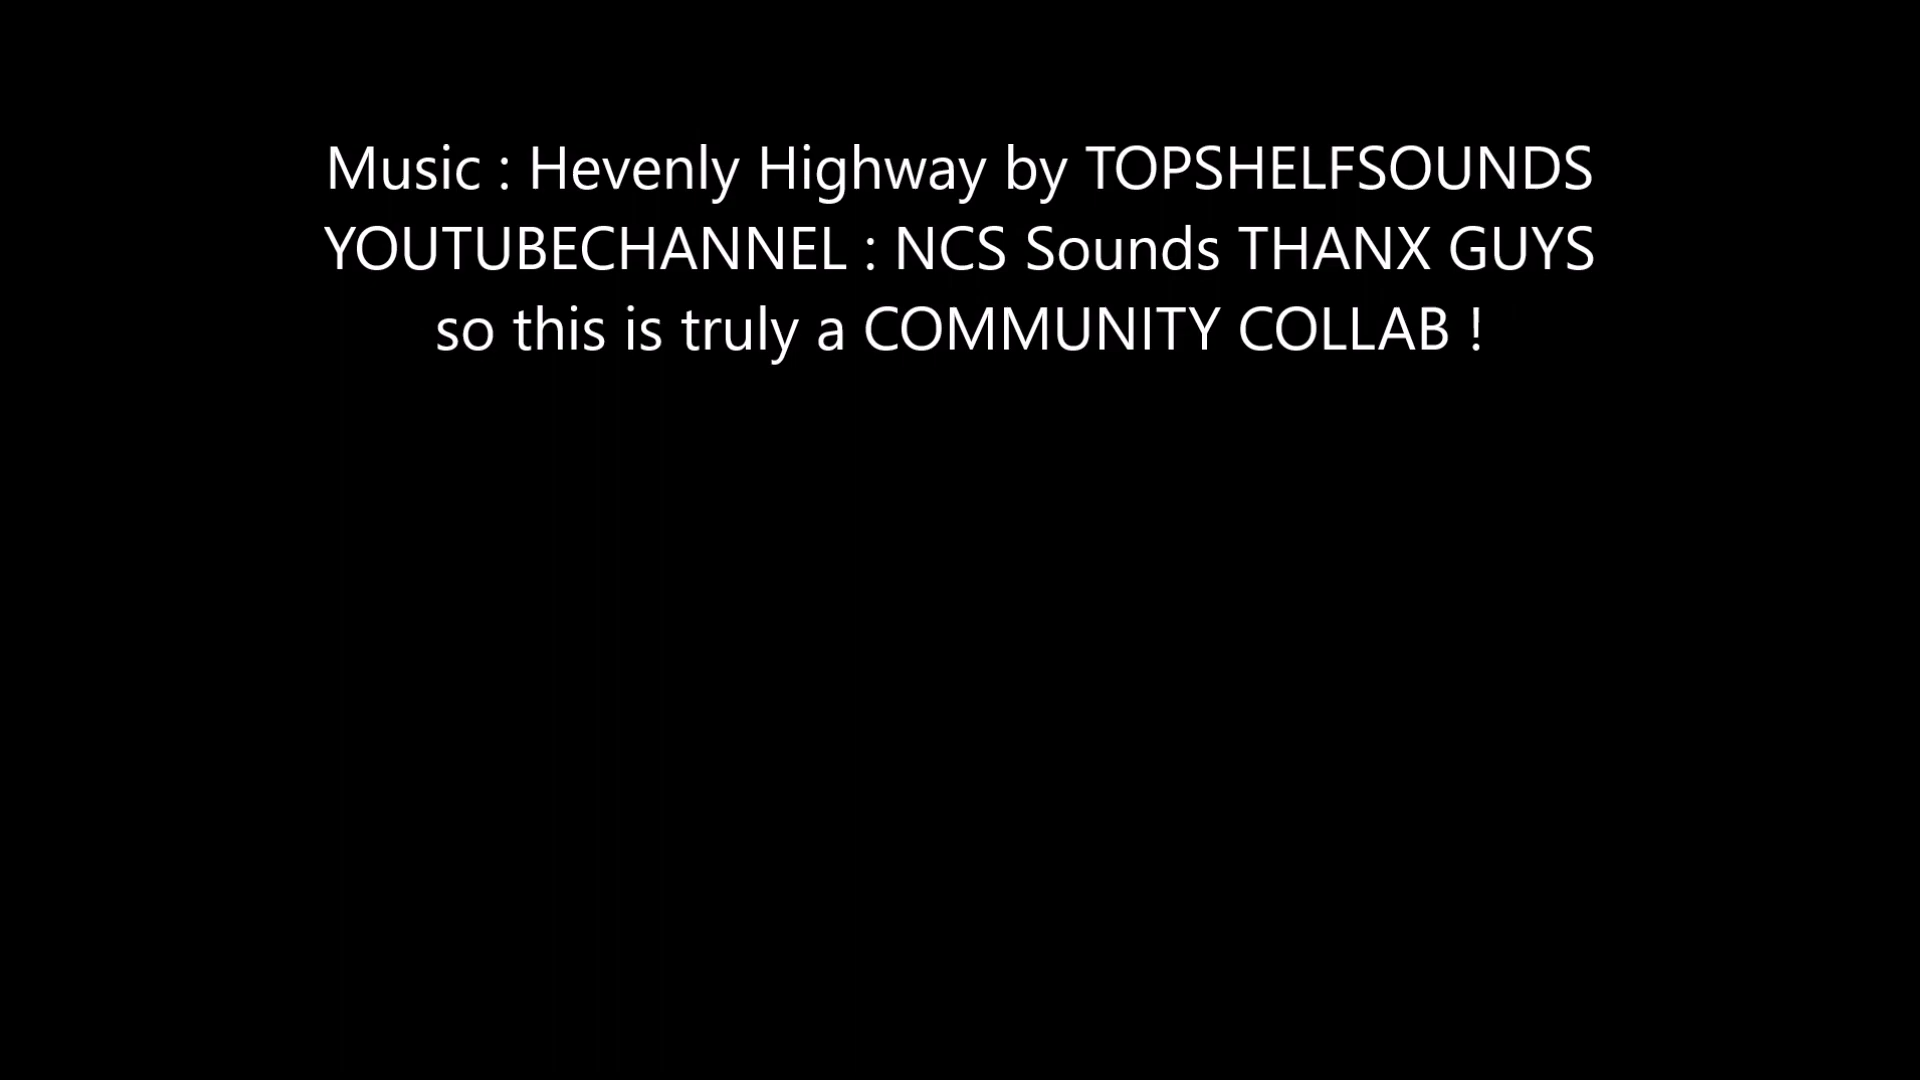 Music : Hevenly Highway by TOPSHELFSOUNDS
YOUTUBECHANNEL : NCS Sounds THANX GUYS
so this is truly a COMMUNITY COLLAB !